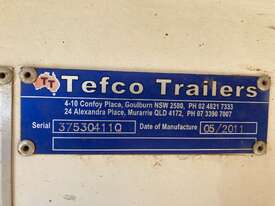 TT Tefco Trailers
4-10 Confoy Place, Goulburn NSW 2580, PH 02 4821 7333
24 Alexandra Place, Murarrie QLD 4172, PH 07 3390 7007
Serial 37530411Q Date of Manufacture 05/2011